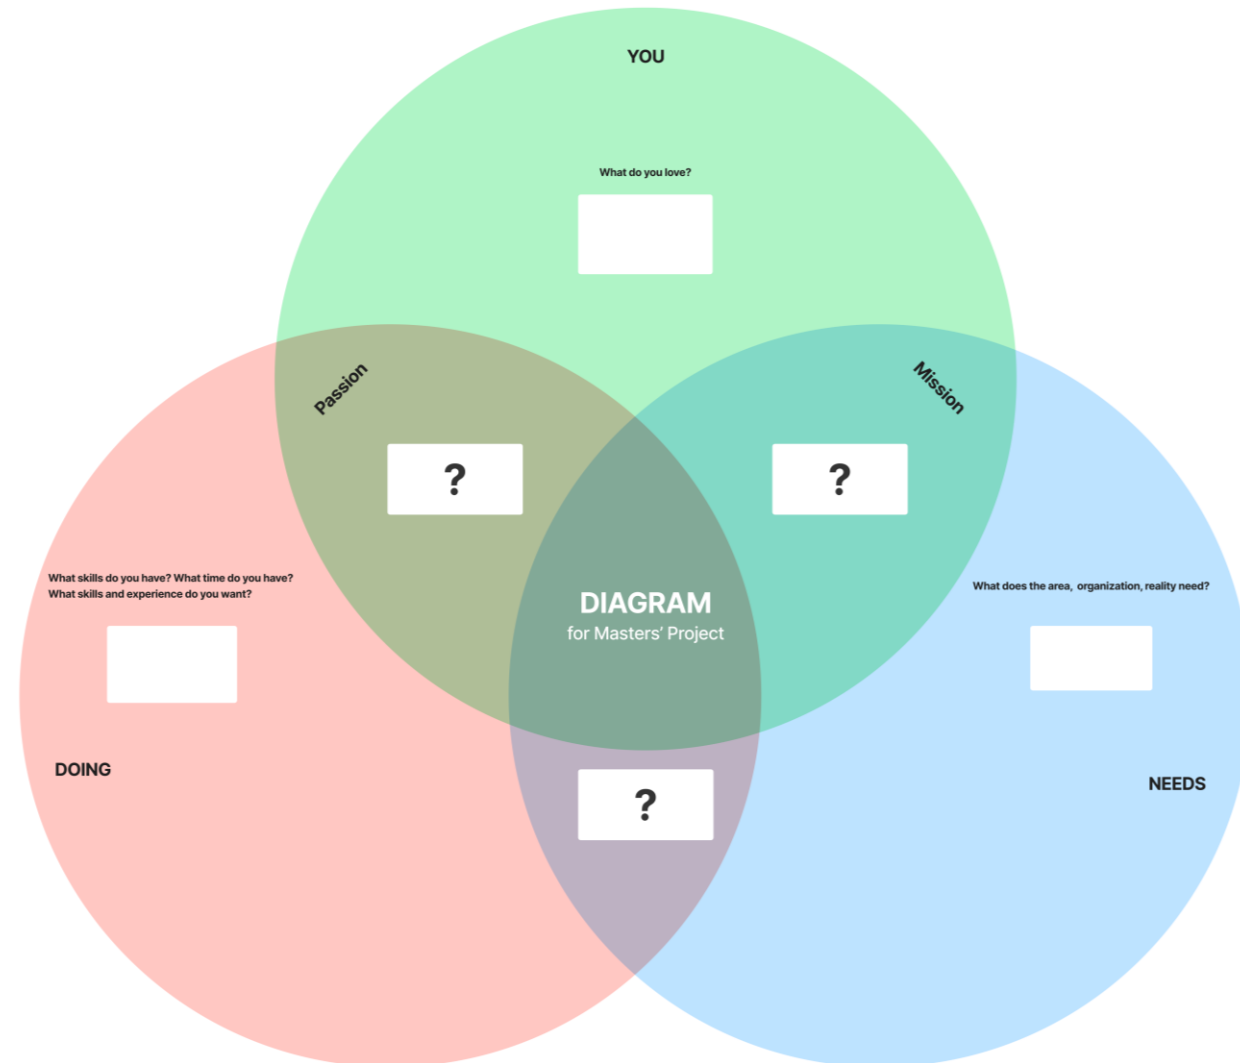 YOU
What do you love?
Passion
Mission
?
?
What skills do you have? What time do you have?
What skills and experience do you want?
What does the area, organization, reality need?
DIAGRAM
for Masters’ Project
DOING
NEEDS
?